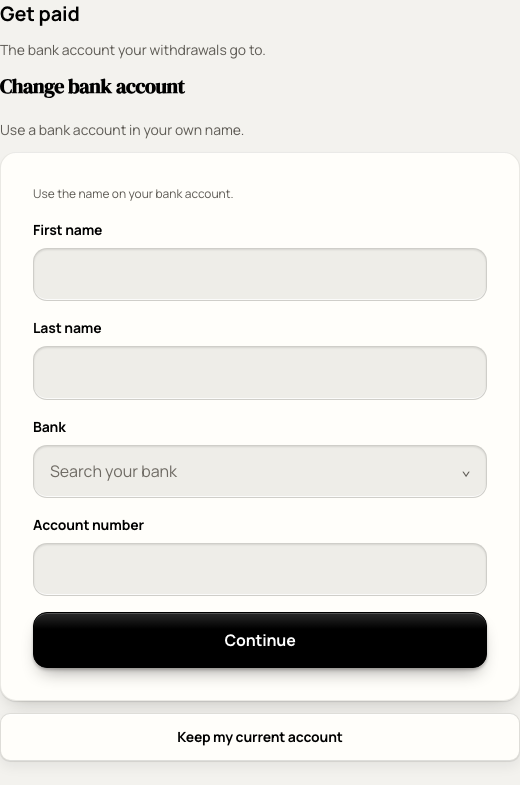 Get paid
The bank account your withdrawals go to.
Change bank account
Use a bank account in your own name.
Use the name on your bank account.
First name
Last name
Bank
Search your bank
Account number
Continue
Keep my current account